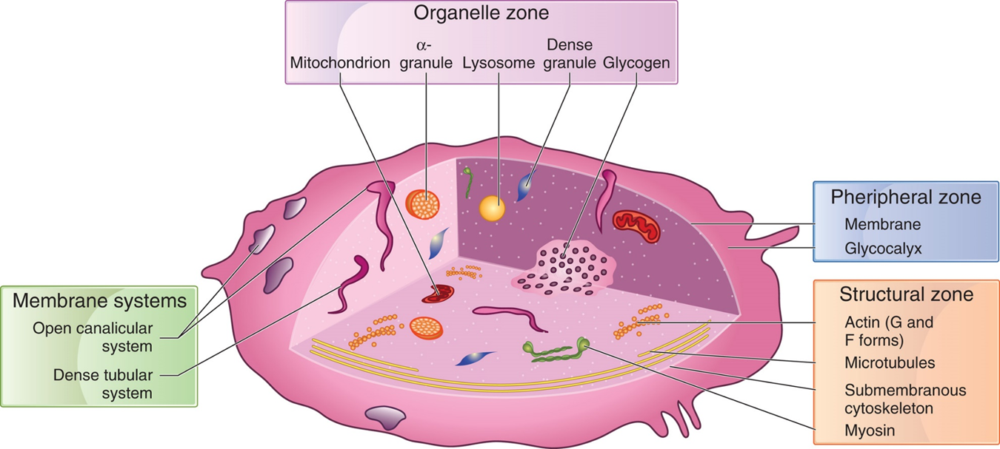 Organelle zone
Mitochondrion
α-
granule
Lysosome
Dense
granule
Glycogen
Pheripheral zone
Membrane
Glycocalyx
Membrane systems
Open canalicular
system
Dense tubular
system
Structural zone
Actin (G and
F forms)
Microtubules
Submembranous
cytoskeleton
Myosin